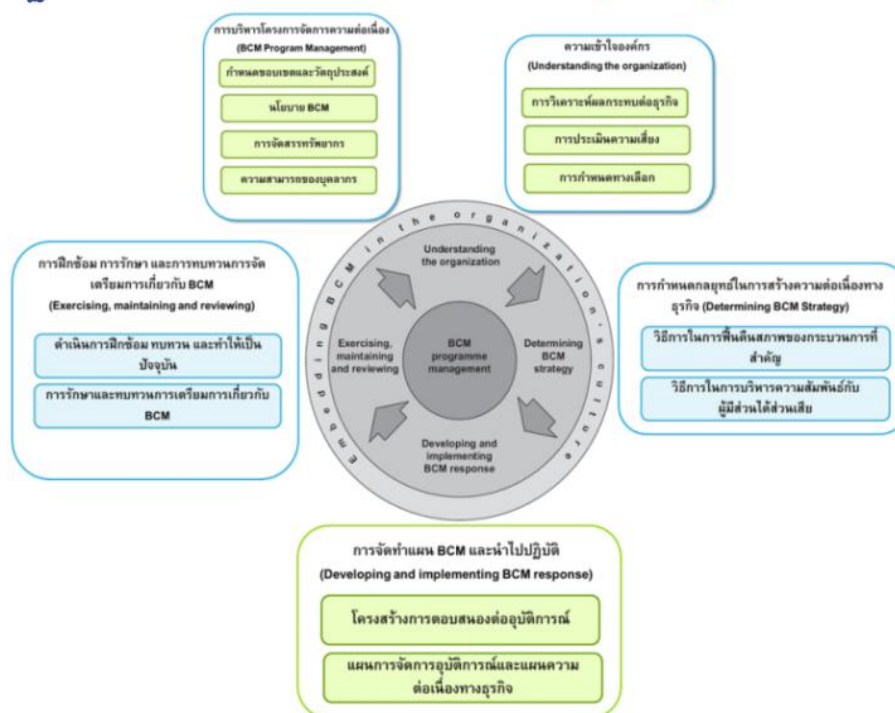 การบริหารโครงการจัดการความต่อเนื่อง
(BCM Program Management)
กำหนดขอบเขตและวัตถุประสงค์
นโยบาย BCM
การจัดสรรทรัพยากร
ความสามารถของบุคลากร
ความเข้าใจองค์กร
(Understanding the organization)
การวิเคราะห์ผลกระทบต่อธุรกิจ
การประเมินความเสี่ยง
การกำหนดทางเลือก
การฝึกซ้อม การรักษา และการทบทวนการจัด
เตรียมการเกี่ยวกับ BCM
(Exercising, maintaining and reviewing)
ดำเนินการฝึกซ้อม ทบทวน และทำให้เป็น
ปัจจุบัน
การรักษาและทบทวนการเตรียมการเกี่ยวกับ
BCM
Embedding BCM in the organization's culture
Understanding
the organization
Exercising,
maintaining
and reviewing
BCM
programme
management
Determining
BCM
strategy
Developing and
implementing
BCM response
การกำหนดกลยุทธ์ในการสร้างความต่อเนื่องทาง
ธุรกิจ (Determining BCM Strategy)
วิธีการในการฟื้นคืนสภาพของกระบวนการที่
สำคัญ
วิธีการในการบริหารความสัมพันธ์กับ
ผู้มีส่วนได้ส่วนเสีย
การจัดทำแผน BCM และนำไปปฏิบัติ
(Developing and implementing BCM response)
โครงสร้างการตอบสนองต่ออุบัติการณ์
แผนการจัดการอุบัติการณ์และแผนความ
ต่อเนื่องทางธุรกิจ